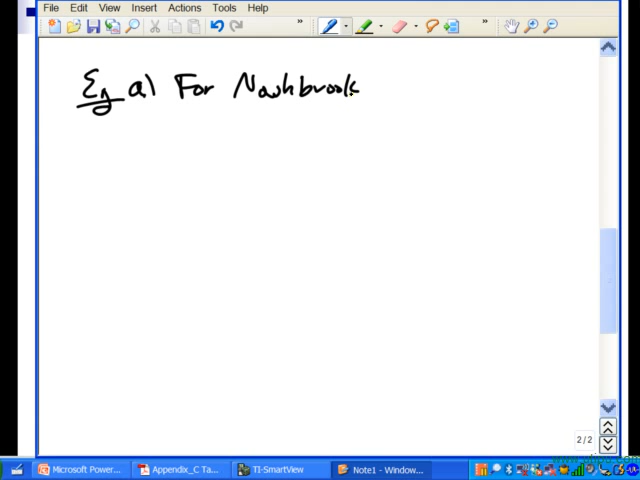 File Edit View Insert Actions Tools Help
Eg a) For Nashbrook
2/2
Microsoft Power... Appendix_C Ta... TI-SmartView Note1 - Window...